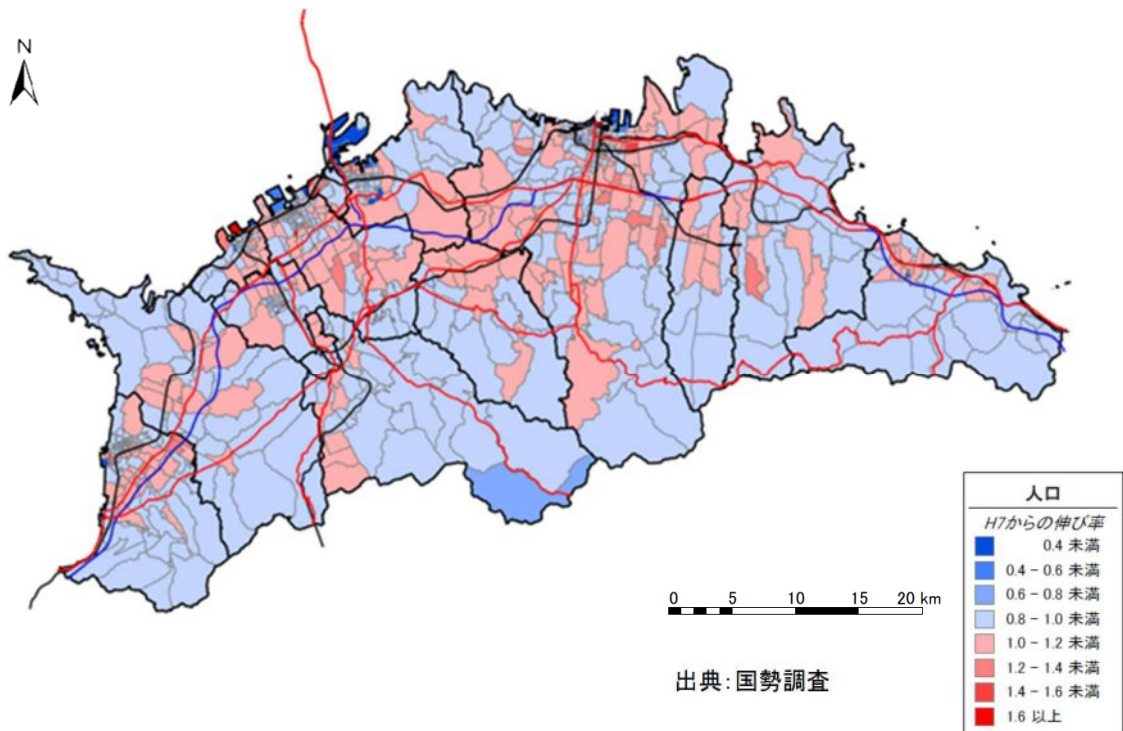 N
人口
H7からの伸び率
0.4 未満
0.4 - 0.6 未満
0.6 - 0.8 未満
0.8 - 1.0 未満
1.0 - 1.2 未満
1.2 - 1.4 未満
1.4 - 1.6 未満
1.6 以上
0 5 10 15 20 km
出典：国勢調査